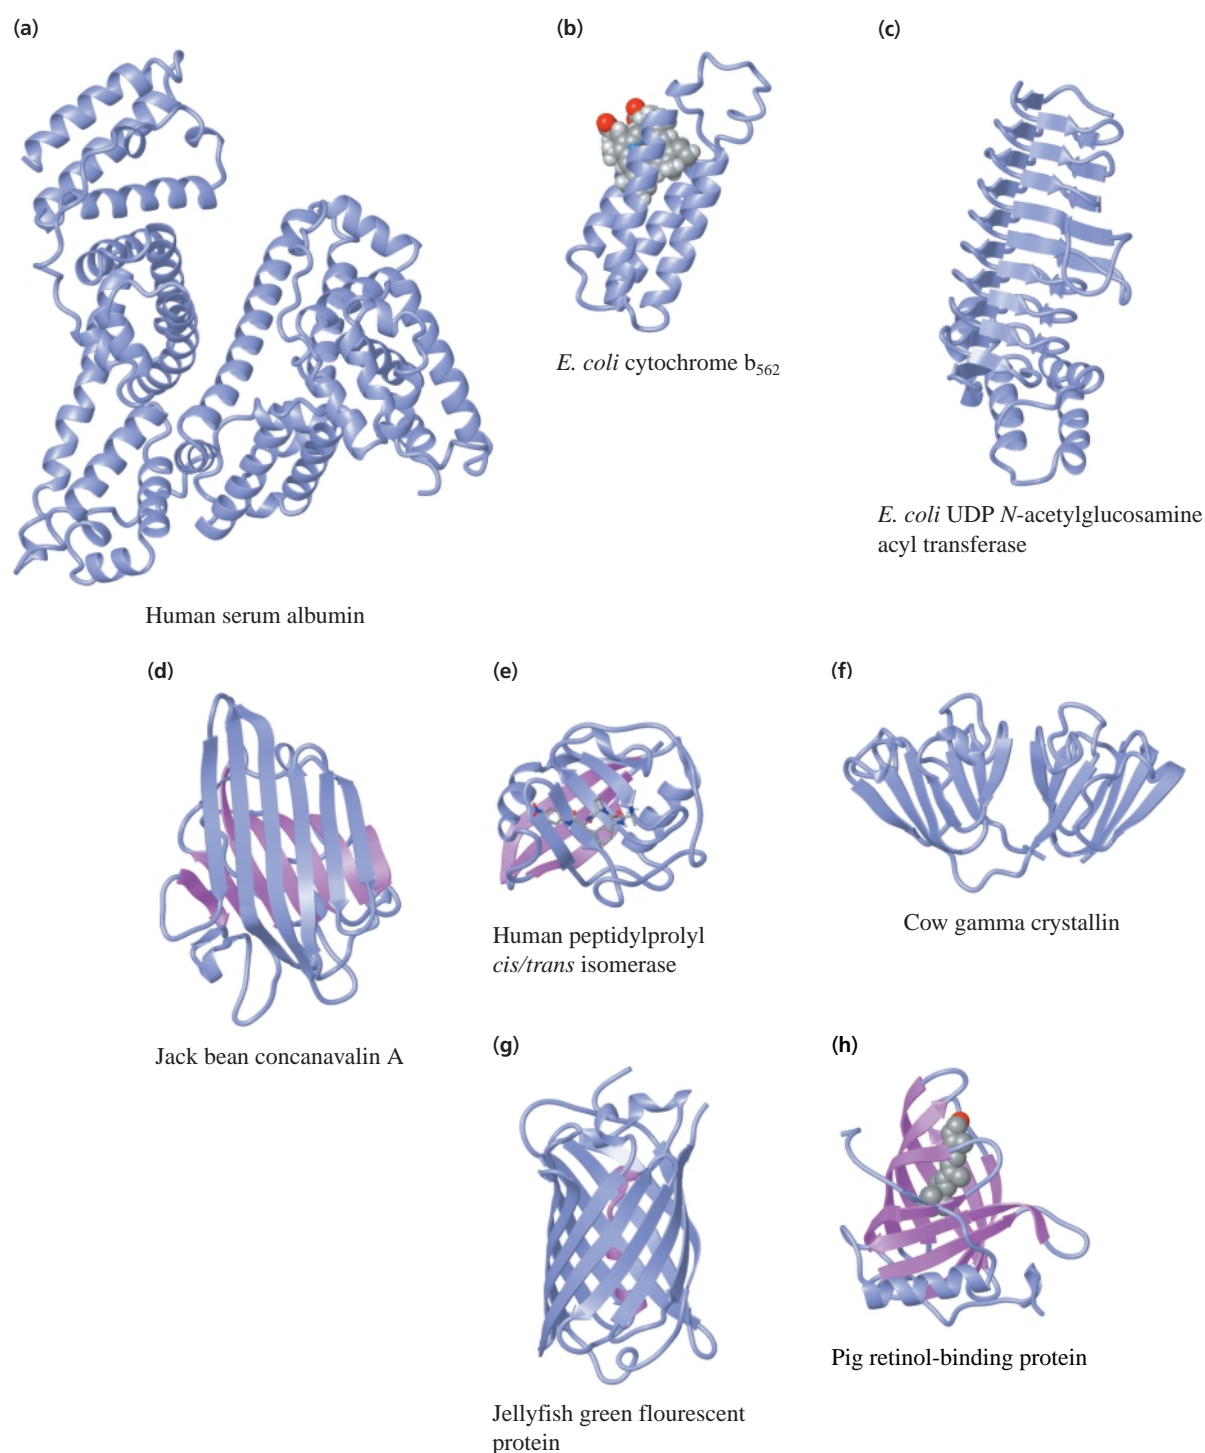 (a)
(b)
(c)
E. coli cytochrome b₅₆₂
E. coli UDP N-acetylglucosamine
acyl transferase
Human serum albumin
(d)
(e)
(f)
Human peptidylprolyl
cis/trans isomerase
Cow gamma crystallin
Jack bean concanavalin A
(g)
(h)
Pig retinol-binding protein
Jellyfish green flourescent
protein